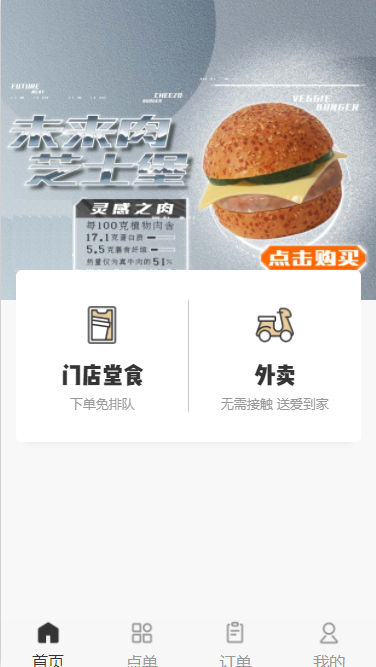 FUTURE
MEAT
CHEEZO
BURGER
VEGGIE
BURGER
未来肉
芝士堡
灵感之肉
每100克植物肉含
17.1克蛋白质
5.5克膳食纤维
热量仅为真牛肉的51%
点击购买
门店堂食
下单免排队
外卖
无需接触 送爱到家
首页
点单
订单
我的